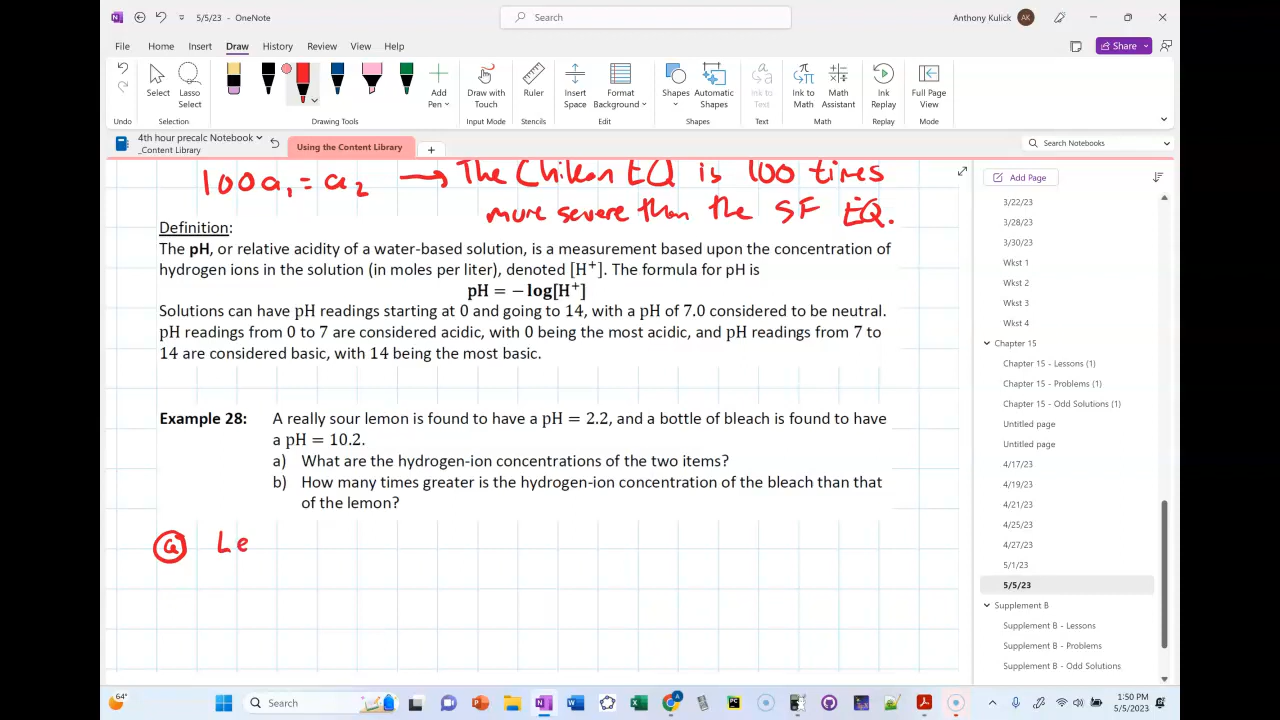 5/5/23 - OneNote
Search
Anthony Kulick
AK
File Home Insert Draw History Review View Help
Share
Select
Lasso Select
Add Pen
Draw with Touch
Ruler
Insert Space
Format Background
Shapes
Automatic Shapes
Ink to Text
Ink to Math
Math Assistant
Ink Replay
Full Page View
Undo
Selection
Drawing Tools
Input Mode
Stencils
Edit
Shapes
Text
Math
Replay
Mode
4th hour precalc Notebook
_Content Library
Using the Content Library
Search Notebooks
100a₁ = a₂ → The Chilean EQ is 100 times
more severe than the SF EQ.
Definition:
The pH, or relative acidity of a water-based solution, is a measurement based upon the concentration of
hydrogen ions in the solution (in moles per liter), denoted [H⁺]. The formula for pH is
pH = − log[H⁺]
Solutions can have pH readings starting at 0 and going to 14, with a pH of 7.0 considered to be neutral.
pH readings from 0 to 7 are considered acidic, with 0 being the most acidic, and pH readings from 7 to
14 are considered basic, with 14 being the most basic.
Example 28: A really sour lemon is found to have a pH = 2.2, and a bottle of bleach is found to have
a pH = 10.2.
a) What are the hydrogen-ion concentrations of the two items?
b) How many times greater is the hydrogen-ion concentration of the bleach than that
of the lemon?
a Le
Add Page
3/22/23
3/28/23
3/30/23
Wkst 1
Wkst 2
Wkst 3
Wkst 4
Chapter 15
Chapter 15 - Lessons (1)
Chapter 15 - Problems (1)
Chapter 15 - Odd Solutions (1)
Untitled page
Untitled page
4/17/23
4/19/23
4/21/23
4/25/23
4/27/23
5/1/23
5/5/23
Supplement B
Supplement B - Lessons
Supplement B - Problems
Supplement B - Odd Solutions
64°
Search
1:50 PM
5/5/2023